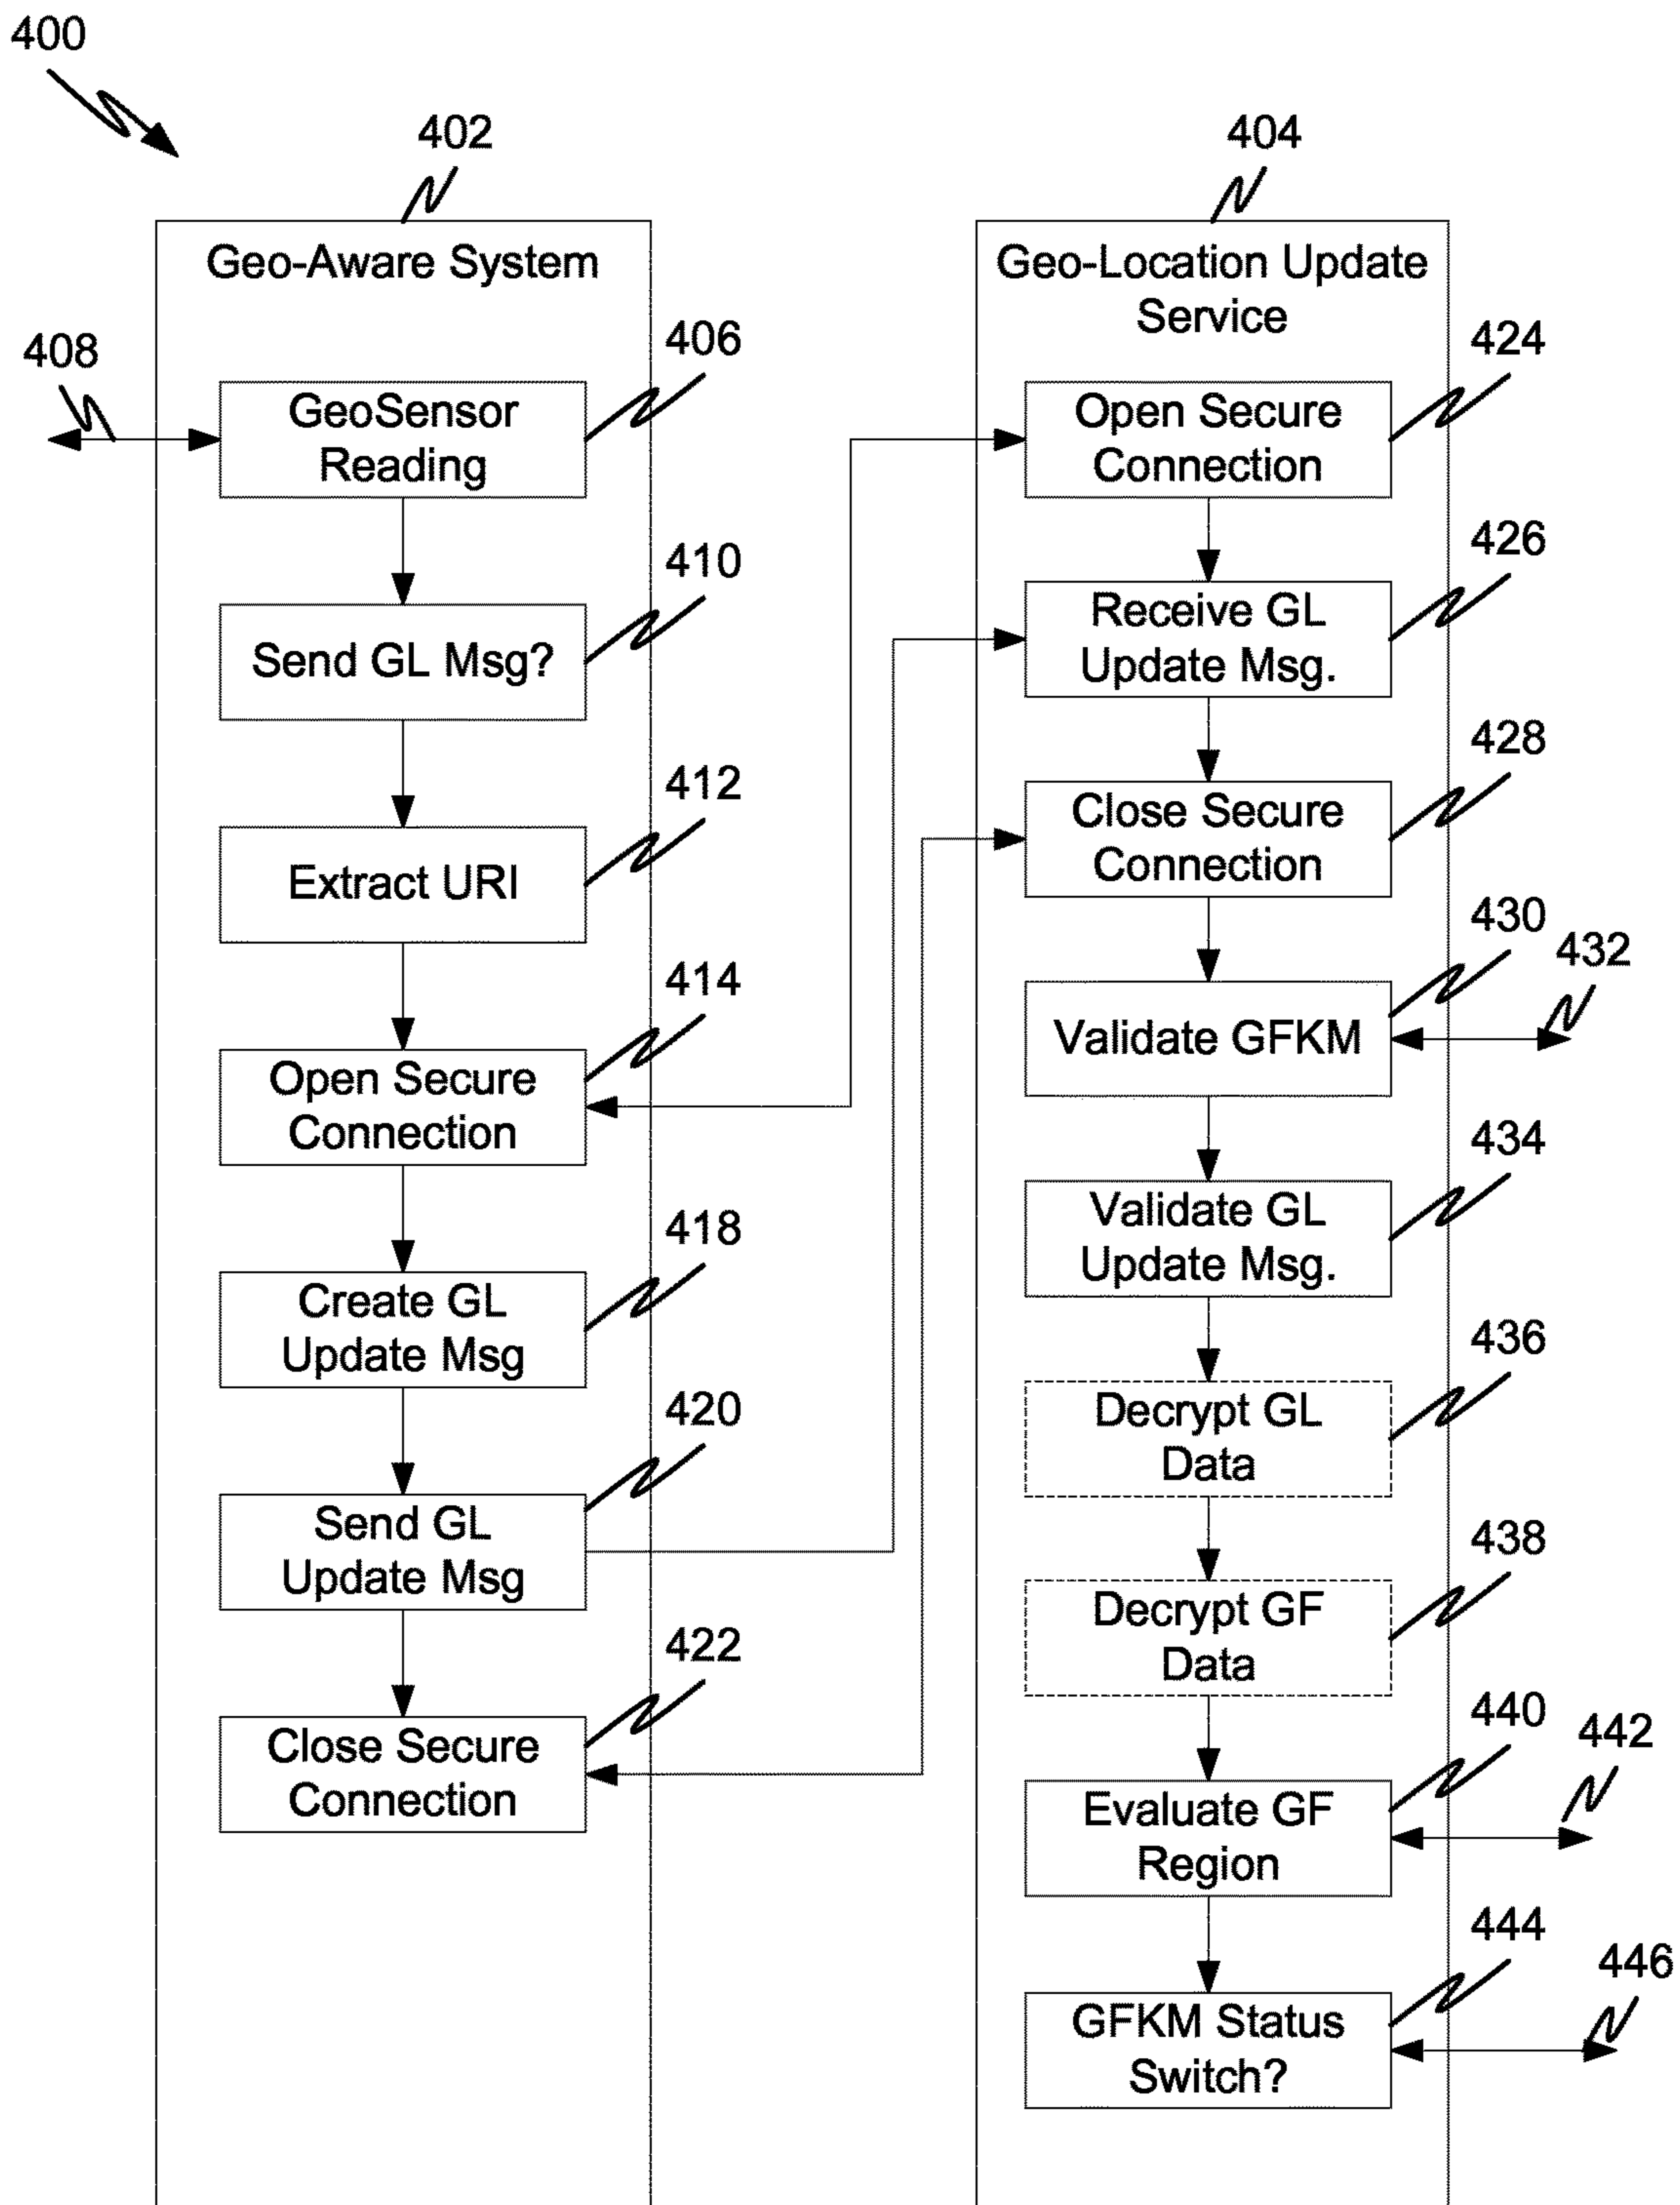 400
402
404
Geo-Aware System
Geo-Location Update
Service
408
406
GeoSensor
Reading
410
Send GL Msg?
412
Extract URI
414
Open Secure
Connection
418
Create GL
Update Msg
420
Send GL
Update Msg
422
Close Secure
Connection
424
Open Secure
Connection
426
Receive GL
Update Msg.
428
Close Secure
Connection
430
432
Validate GFKM
434
Validate GL
Update Msg.
436
Decrypt GL
Data
438
Decrypt GF
Data
440
442
Evaluate GF
Region
444
446
GFKM Status
Switch?